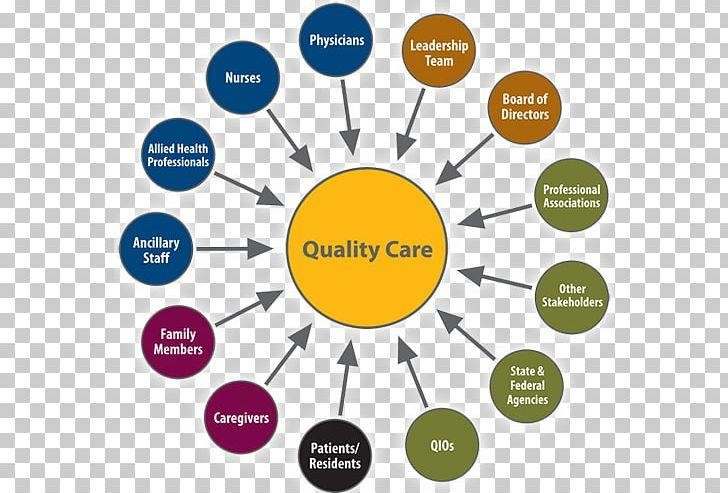 Physicians
Leadership
Team
Nurses
Board of
Directors
Allied Health
Professionals
Professional
Associations
Ancillary
Staff
Quality Care
Other
Stakeholders
Family
Members
State &
Federal
Agencies
Caregivers
QIOs
Patients/
Residents